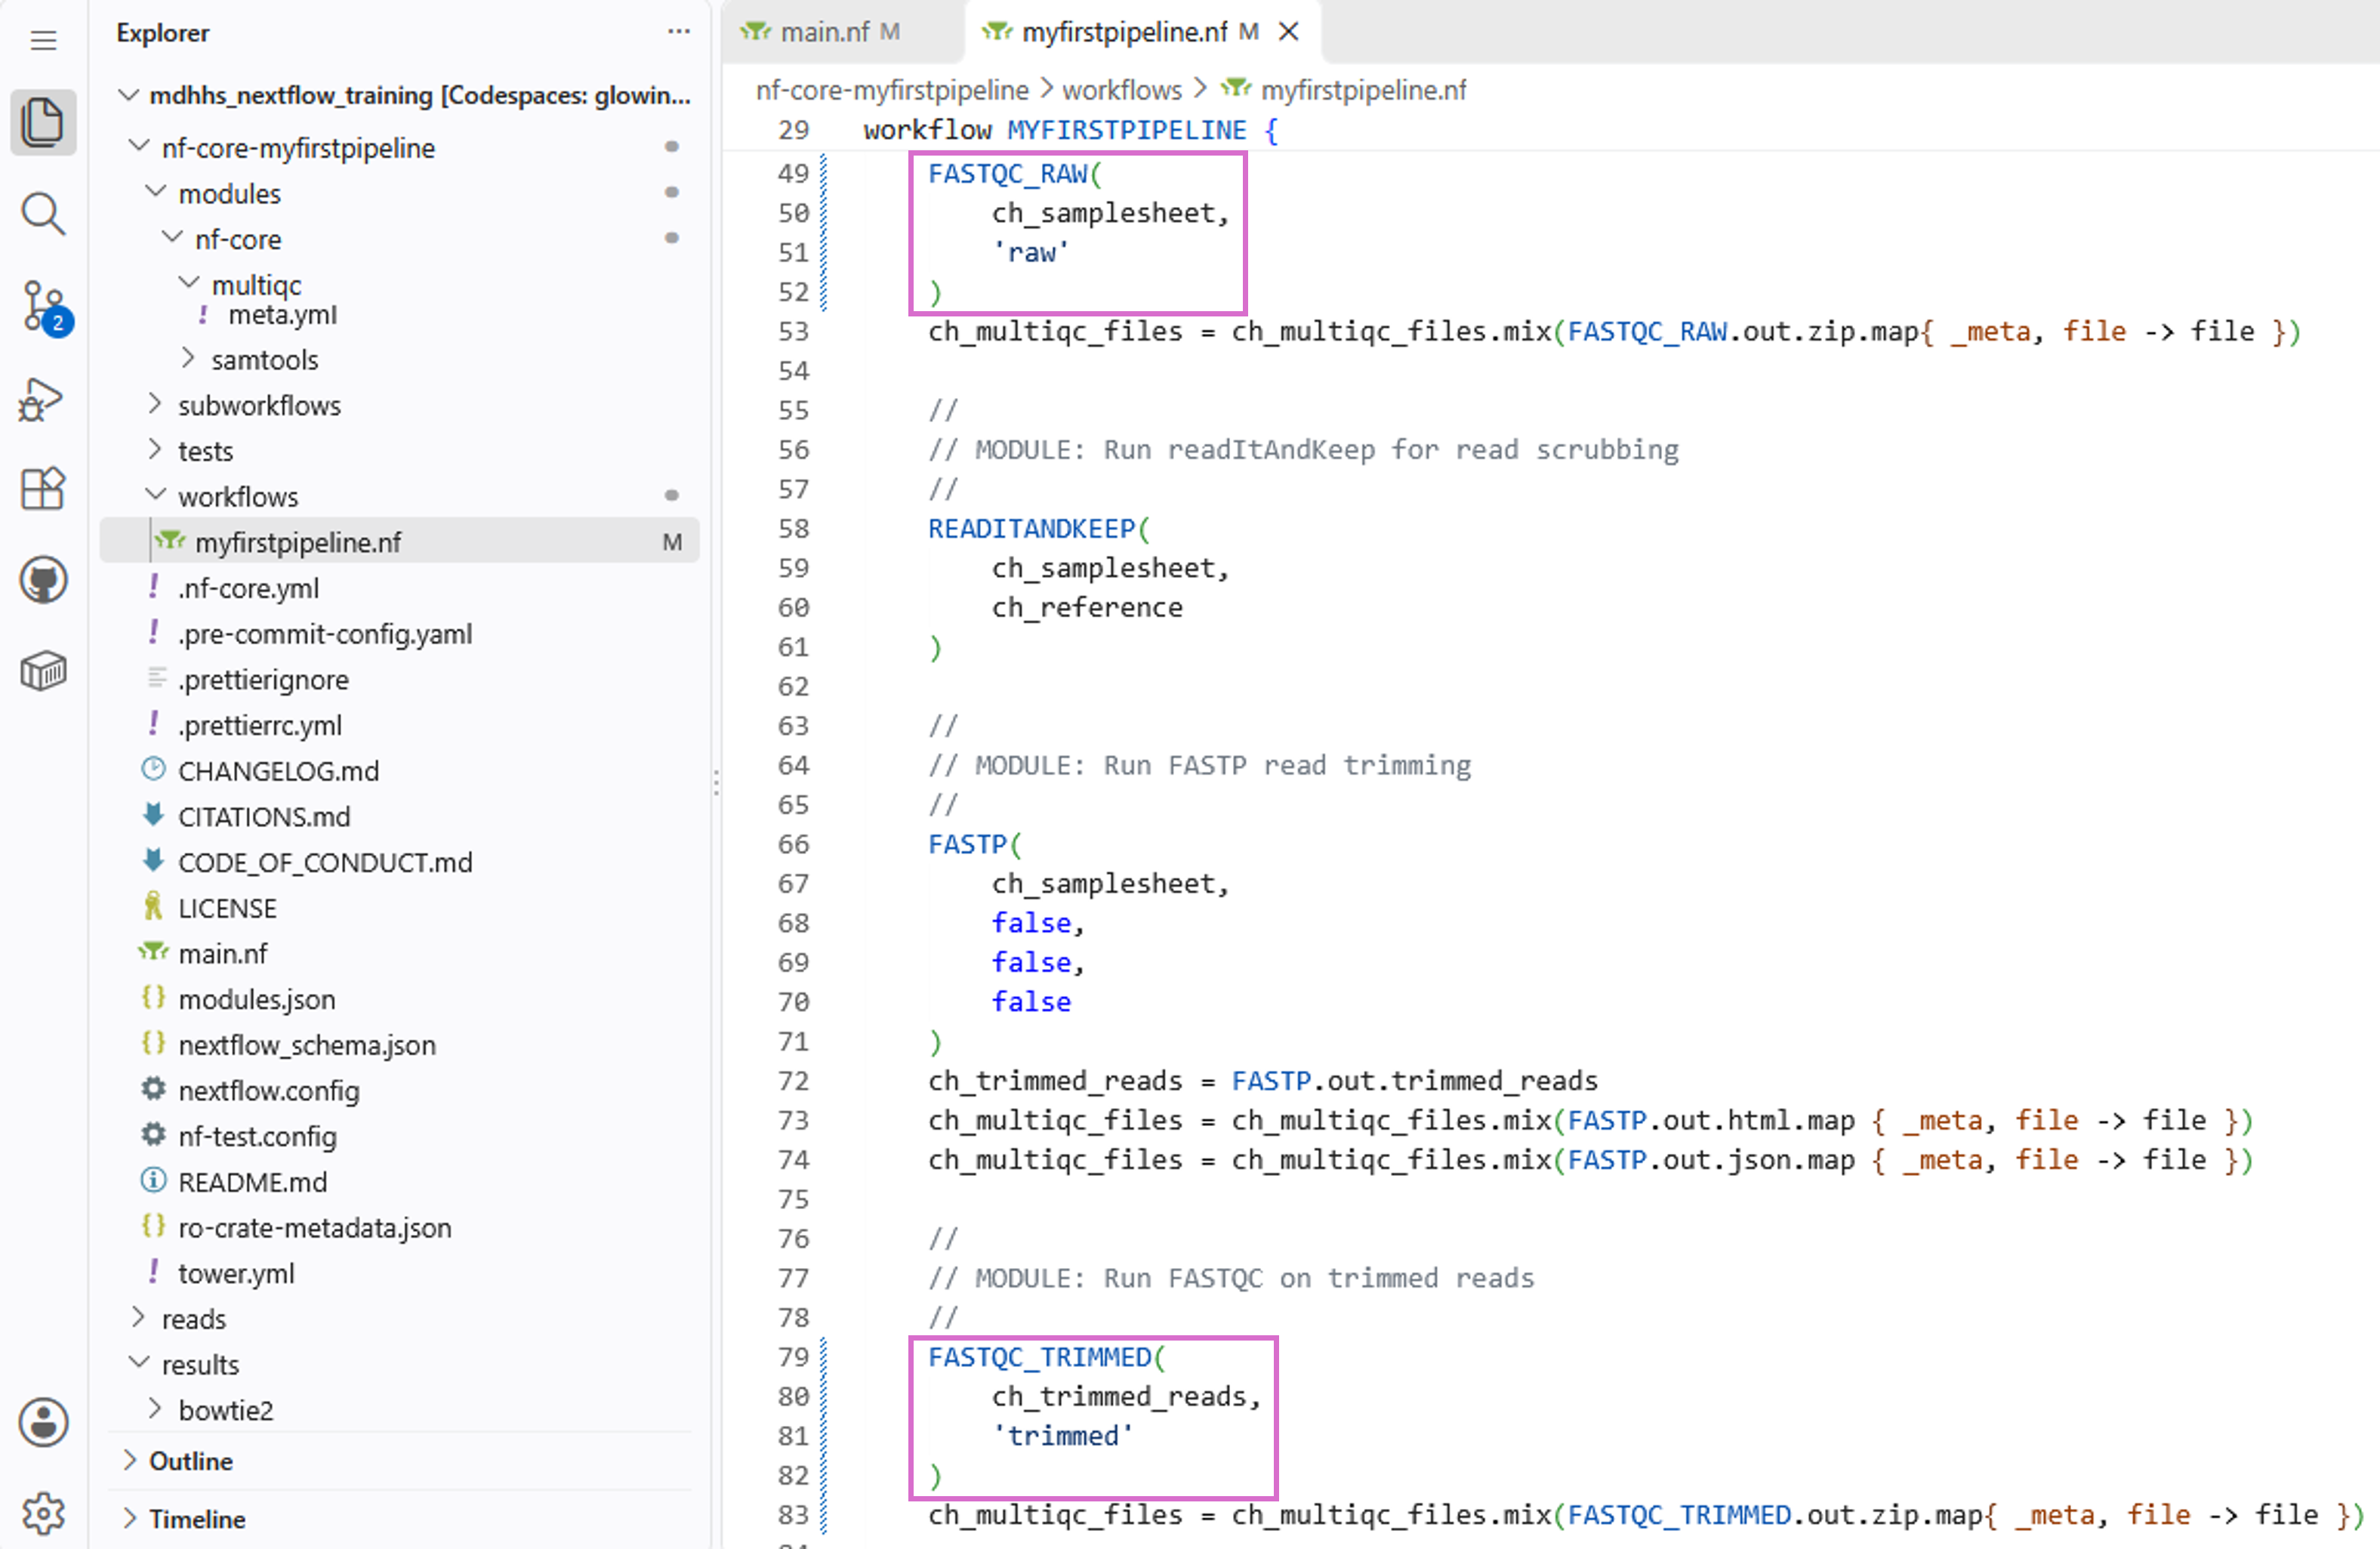 Explorer
mdhhs_nextflow_training [Codespaces: glowin...
nf-core-myfirstpipeline
modules
nf-core
multiqc
! meta.yml
samtools
subworkflows
tests
workflows
myfirstpipeline.nf M
! .nf-core.yml
! .pre-commit-config.yaml
.prettierignore
! .prettierrc.yml
CHANGELOG.md
CITATIONS.md
CODE_OF_CONDUCT.md
LICENSE
main.nf
{} modules.json
{} nextflow_schema.json
nextflow.config
nf-test.config
README.md
{} ro-crate-metadata.json
! tower.yml
reads
results
bowtie2
Outline
Timeline
2
main.nf M
myfirstpipeline.nf M
nf-core-myfirstpipeline > workflows > myfirstpipeline.nf
29 workflow MYFIRSTPIPELINE {
49 FASTQC_RAW(
50 ch_samplesheet,
51 'raw'
52 )
53 ch_multiqc_files = ch_multiqc_files.mix(FASTQC_RAW.out.zip.map{ _meta, file -> file })
54
55 //
56 // MODULE: Run readItAndKeep for read scrubbing
57 //
58 READITANDKEEP(
59 ch_samplesheet,
60 ch_reference
61 )
62
63 //
64 // MODULE: Run FASTP read trimming
65 //
66 FASTP(
67 ch_samplesheet,
68 false,
69 false,
70 false
71 )
72 ch_trimmed_reads = FASTP.out.trimmed_reads
73 ch_multiqc_files = ch_multiqc_files.mix(FASTP.out.html.map { _meta, file -> file })
74 ch_multiqc_files = ch_multiqc_files.mix(FASTP.out.json.map { _meta, file -> file })
75
76 //
77 // MODULE: Run FASTQC on trimmed reads
78 //
79 FASTQC_TRIMMED(
80 ch_trimmed_reads,
81 'trimmed'
82 )
83 ch_multiqc_files = ch_multiqc_files.mix(FASTQC_TRIMMED.out.zip.map{ _meta, file -> file })